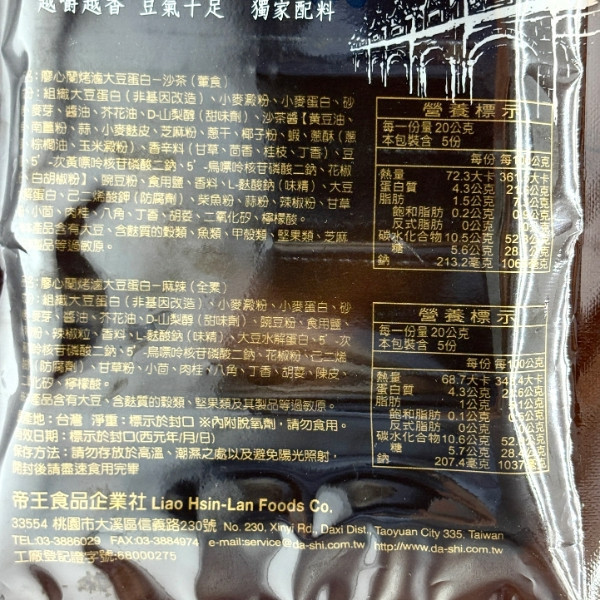 越嚼越香 豆氣十足 獨家配料
廖心蘭烤滷大豆蛋白－沙茶（葷食）
組織大豆蛋白（非基因改造）、小麥澱粉、小麥蛋白、砂
麥芽、醬油、芥花油、D-山梨醇（甜味劑）、沙茶醬【黃豆油、
蒜、小麥麩皮、芝麻粉、蔥干、椰子粉、蝦、蔥酥（蔥
棕櫚油、玉米澱粉）、香辛料（甘草、茴香、桂枝、丁香）、豆
5'-次黃嘌呤核苷磷酸二鈉、5'-鳥嘌呤核苷磷酸二鈉、花椒
白胡椒粉】、豌豆粉、食用鹽、香料、L-麩酸鈉（味精）、大豆
解蛋白、己二烯酸鉀（防腐劑）、柴魚粉、蒜粉、辣椒粉、甘草
小茴、肉桂、八角、丁香、胡荽、二氧化矽、檸檬酸。
產品含有大豆、含麩質的穀類、魚類、甲殼類、堅果類、芝麻
品等過敏原。
營養標示
每一份量 20公克
本包裝含 5份
每份 每100公克
熱量 72.3大卡
蛋白質 4.3公克
脂肪 1.5公克
飽和脂肪 0.2公克
反式脂肪 0公克
碳水化合物 10.5公克
糖 5.6公克
鈉 213.2毫克
廖心蘭烤滷大豆蛋白－麻辣（全素）
組織大豆蛋白（非基因改造）、小麥澱粉、小麥蛋白、砂
麥芽、醬油、芥花油、D-山梨醇（甜味劑）、豌豆粉、食用鹽、
辣椒粒、香料、L-麩酸鈉（味精）、大豆水解蛋白、5'-次
嘌呤核苷磷酸二鈉、5'-鳥嘌呤核苷磷酸二鈉、花椒粉、己二烯
（防腐劑）、甘草粉、小茴、肉桂、八角、丁香、胡荽、陳皮、
化矽、檸檬酸。
產品含有大豆、含麩質的穀類、堅果類及其製品等過敏原。
營養標示
每一份量 20公克
本包裝含 5份
每份 每100公克
熱量 68.7大卡
蛋白質 4.3公克
脂肪 1公克
飽和脂肪 0.1公克
反式脂肪 0公克
碳水化合物 10.6公克
糖 5.7公克
鈉 207.4毫克
產地：台灣 淨重：標示於封口 ※內附脫氧劑，請勿食用。
有效日期：標示於封口（西元年/月/日）
保存方法：請勿存放於高溫、潮濕之處以及避免陽光照射，
開封後請盡速食用完畢
帝王食品企業社 Liao Hsin-Lan Foods Co.
33554 桃園市大溪區信義路230號 No. 230, Xinyi Rd., Daxi Dist., Taoyuan City 335, Taiwan
TEL:03-3886029 FAX:03-3884974 e-mail:service@da-shi.com.tw http://www.da-shi.com.tw
工廠登記證字號:68000275